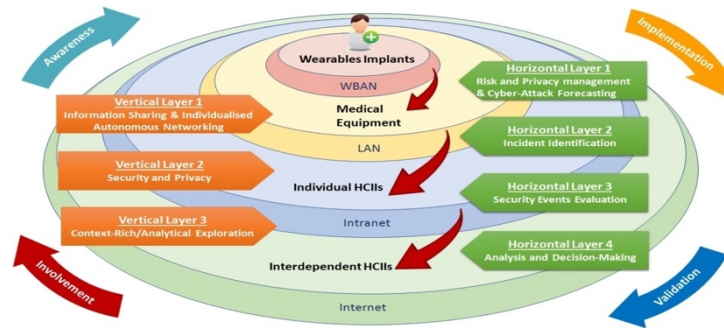 Awareness
Implementation
Wearables Implants
WBAN
Horizontal Layer 1
Risk and Privacy management
& Cyber-Attack Forecasting
Vertical Layer 1
Information Sharing & Individualised
Autonomous Networking
Medical
Equipment
LAN
Horizontal Layer 2
Incident Identification
Vertical Layer 2
Security and Privacy
Individual HCIIs
Horizontal Layer 3
Security Events Evaluation
Vertical Layer 3
Context-Rich/Analytical Exploration
Intranet
Horizontal Layer 4
Analysis and Decision-Making
Interdependent HCIIs
Internet
Involvement
Validation